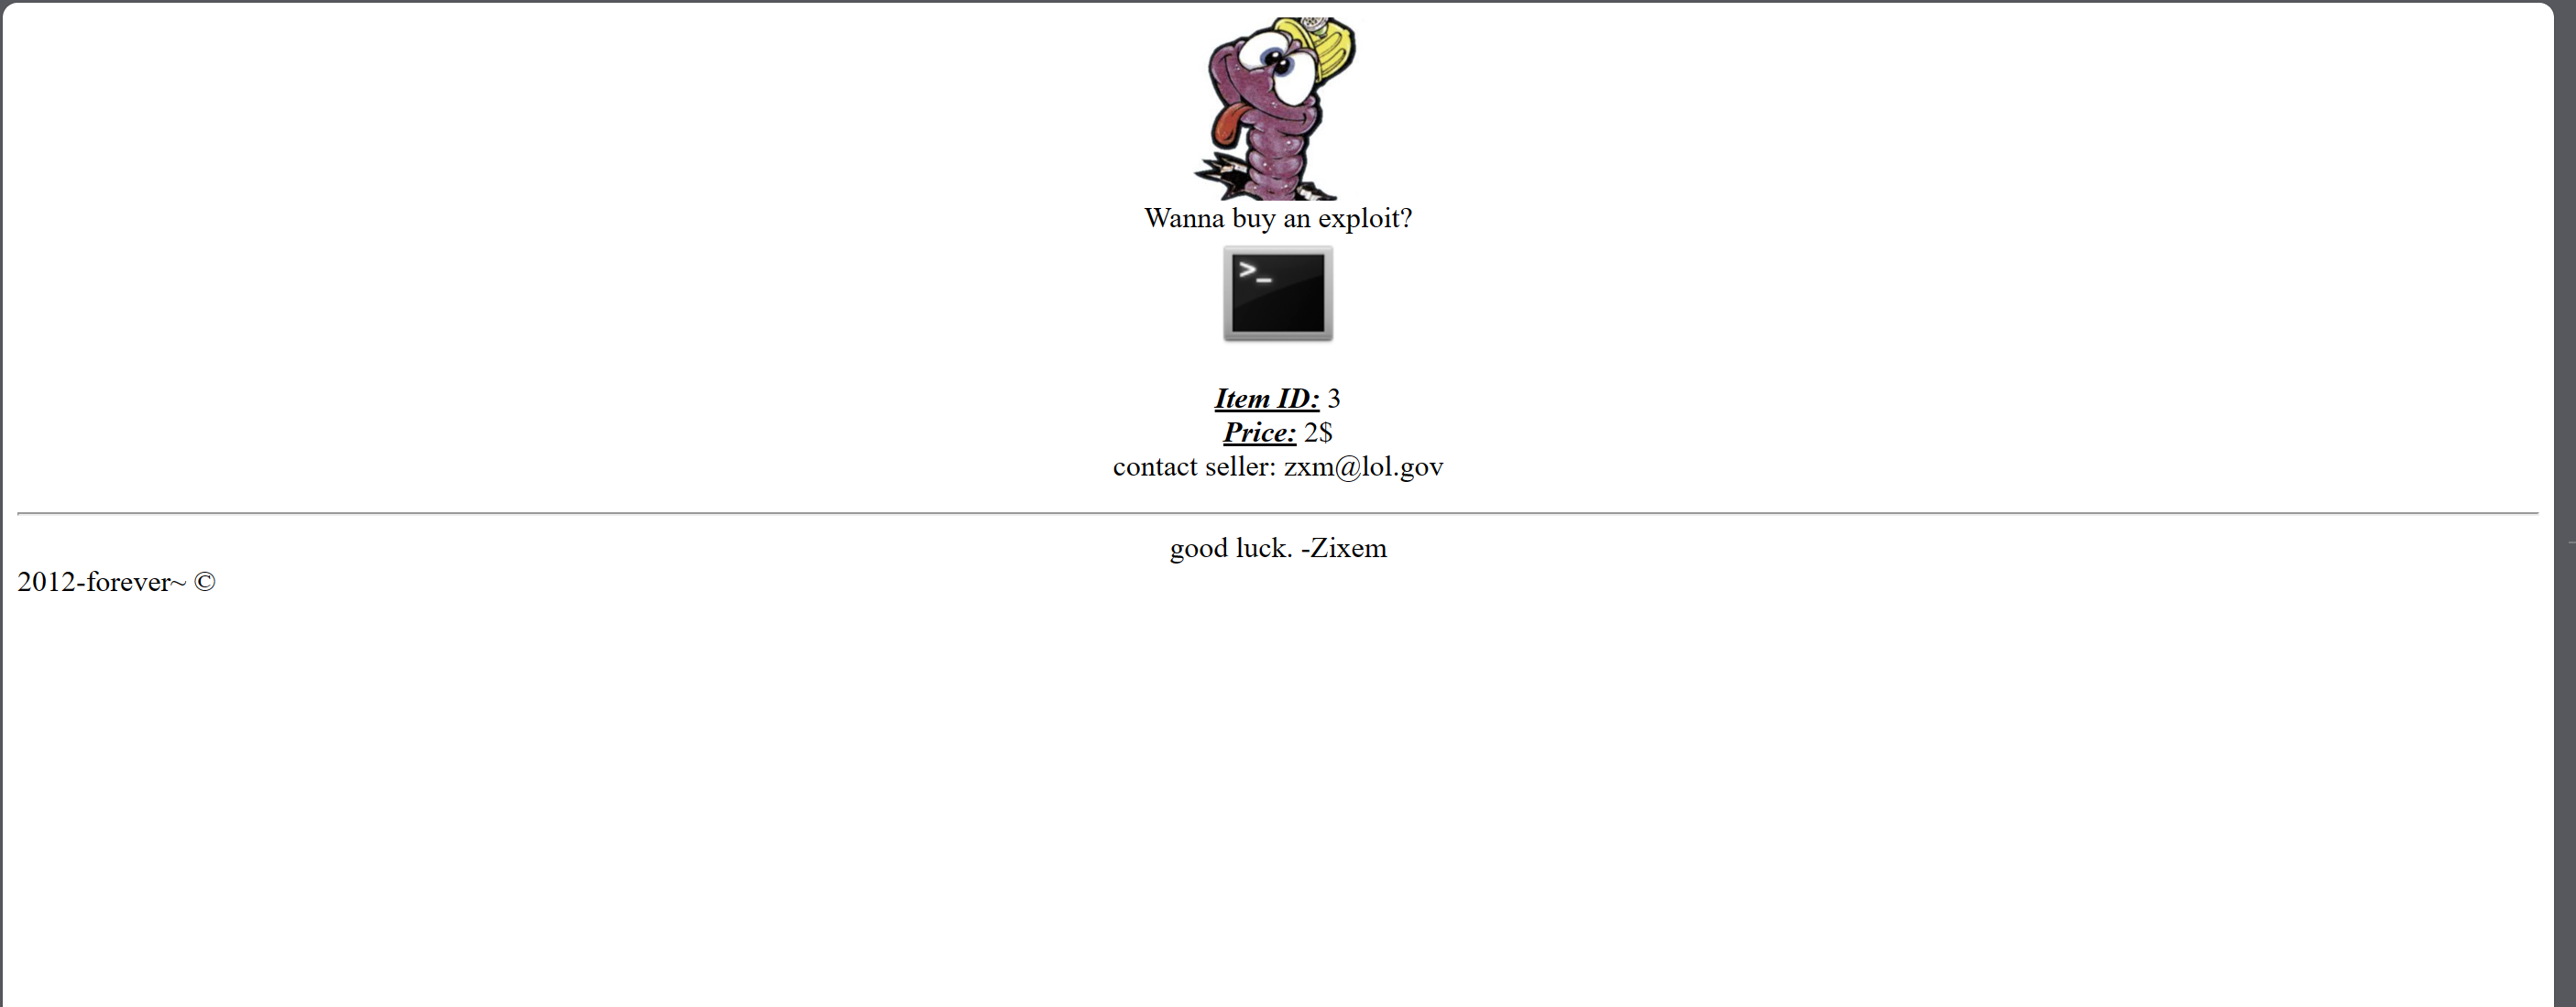 Wanna buy an exploit?
>_
Item ID: 3
Price: 2$
contact seller: zxm@lol.gov
good luck. -Zixem
2012-forever~ ©